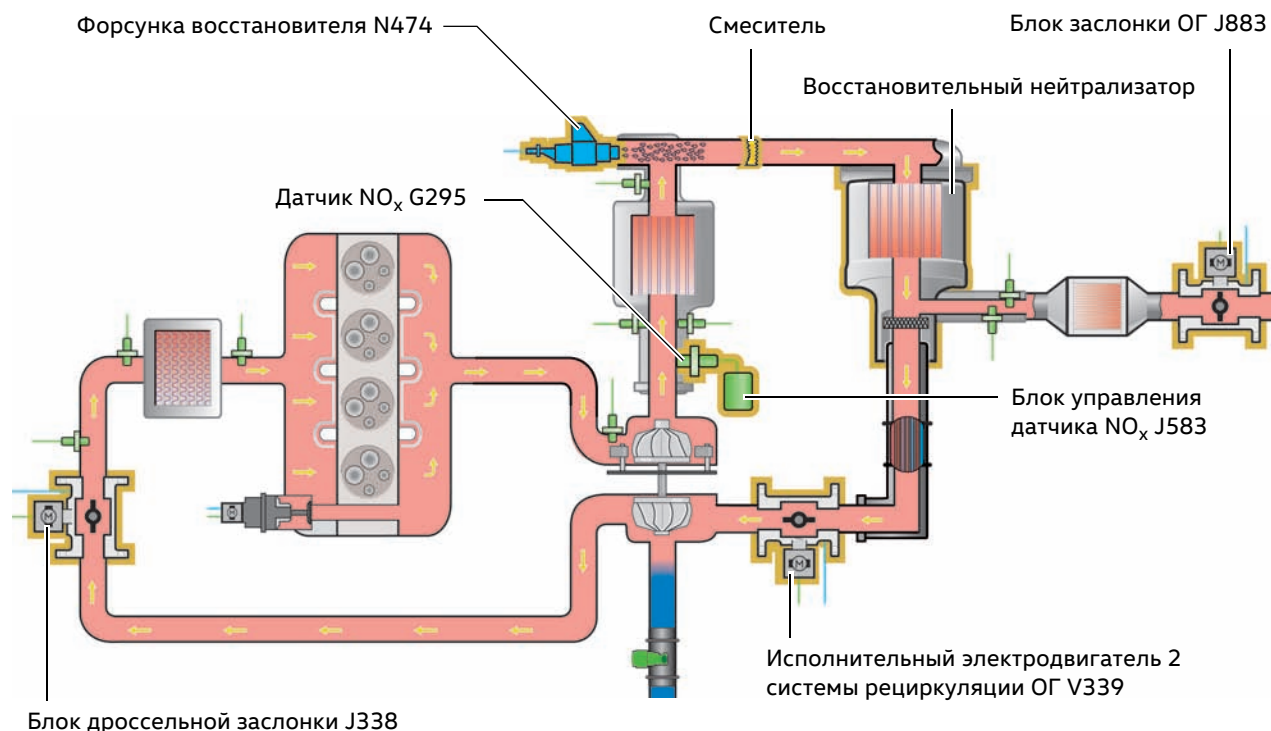 Форсунка восстановителя N474
Смеситель
Блок заслонки ОГ J883
Восстановительный нейтрализатор
Датчик NOx G295
Блок управления
датчика NOx J583
Исполнительный электродвигатель 2
системы рециркуляции ОГ V339
Блок дроссельной заслонки J338
M
M
M
M